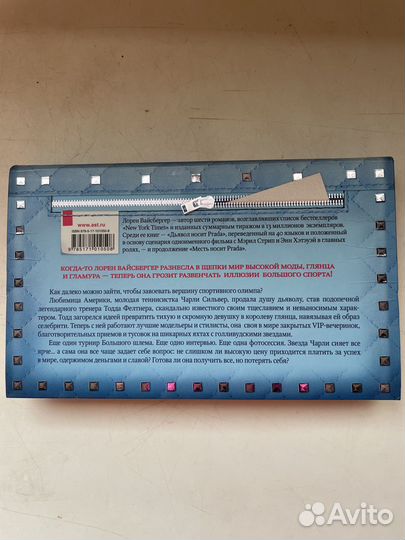 Лорен Вайсбергер — автор шести романов, возглавлявших список бестселлеров
«New York Times» и изданных суммарным тиражом в 13 миллионов экземпляров.
Среди ее книг — «Дьявол носит Prada», переведенный на 40 языков и положенный
в основу сценария одноименного фильма с Мэрил Стрип и Энн Хэтэуэй в главных
ролях, — и продолжение «Месть носит Prada».
www.ast.ru
9785171010508
КОГДА-ТО ЛОРЕН ВАЙСБЕРГЕР РАЗНЕСЛА В ЩЕПКИ МИР ВЫСОКОЙ МОДЫ, ГЛЯНЦА
И ГЛАМУРА — ТЕПЕРЬ ОНА ГРОЗИТ РАЗВЕНЧАТЬ ИЛЛЮЗИИ БОЛЬШОГО СПОРТА!
Как далеко можно зайти, чтобы завоевать вершину спортивного олимпа?
Любимица Америки, молодая теннисистка Чарли Сильвер, продала душу дьяволу, став подопечной
легендарного тренера Тодда Фелтнера, скандально известного своим тщеславием и невыносимым харак-
тером. Тодд загорелся идеей превратить тихую и скромную девушку в королеву глянца, навязывая ей образ
селебрити. Теперь с ней работают лучшие модельеры и стилисты, она своя в мире закрытых VIP-вечеринок,
благотворительных приемов и тусовок на шикарных яхтах с голливудскими звездами.
Еще один турнир Большого шлема. Еще одно интервью. Еще одна фотосессия. Звезда Чарли сияет все
ярче... а сама она все чаще задает себе вопрос: не слишком ли высокую цену приходится платить за успех
в мире, одержимом деньгами и славой? Готова ли она получить все, но потерять себя?
Avito